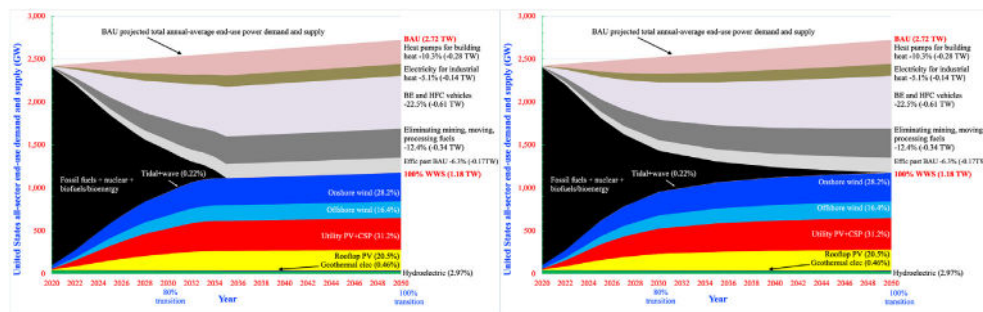 3,000
2,500
2,000
1,500
1,000
500
0
United States all-sector end-use demand and supply (GW)
BAU projected total annual-average end-use power demand and supply
BAU (2.72 TW)
Heat pumps for building
heat -10.3% (-0.28 TW)
Electricity for industrial
heat -5.1% (-0.14 TW)
BE and HFC vehicles
-22.5% (-0.61 TW)
Eliminating mining, moving,
processing fuels
-12.4% (-0.34 TW)
Effic past BAU -6.3% (-0.17TW)
100% WWS (1.18 TW)
Tidal+wave (0.22%)
Fossil fuels + nuclear +
biofuels/bioenergy
Onshore wind (28.2%)
Offshore wind (16.4%)
Utility PV+CSP (31.2%)
Rooftop PV (20.5%)
Geothermal elec (0.46%)
Hydroelectric (2.97%)
2020 2022 2024 2026 2028 2030 2032 2034 2036 2038 2040 2042 2044 2046 2048 2050
80%
transition
Year
100%
transition
3,000
2,500
2,000
1,500
1,000
500
0
United States all-sector end-use demand and supply (GW)
BAU projected total annual-average end-use power demand and supply
BAU (2.72 TW)
Heat pumps for building
heat -10.3% (-0.28 TW)
Electricity for industrial
heat -5.1% (-0.14 TW)
BE and HFC vehicles
-22.5% (-0.61 TW)
Eliminating mining, moving,
processing fuels
-12.4% (-0.34 TW)
Effic past BAU -6.3% (-0.17TW)
100% WWS (1.18 TW)
Tidal+wave (0.22%)
Fossil fuels + nuclear +
biofuels/bioenergy
Onshore wind (28.2%)
Offshore wind (16.4%)
Utility PV+CSP (31.2%)
Rooftop PV (20.5%)
Geothermal elec (0.46%)
Hydroelectric (2.97%)
2020 2022 2024 2026 2028 2030 2032 2034 2036 2038 2040 2042 2044 2046 2048 2050
80%
transition
Year
100%
transition